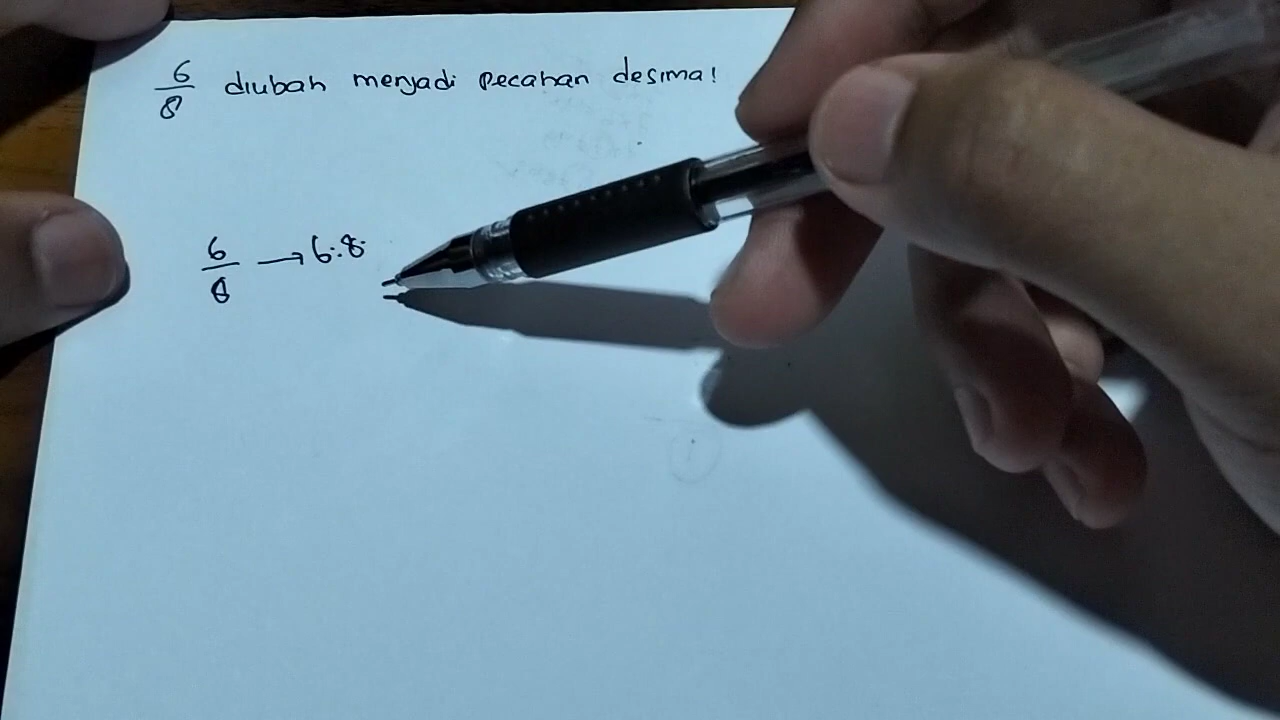 6/8 diubah menjadi pecahan desimal
6/8 → 6:8